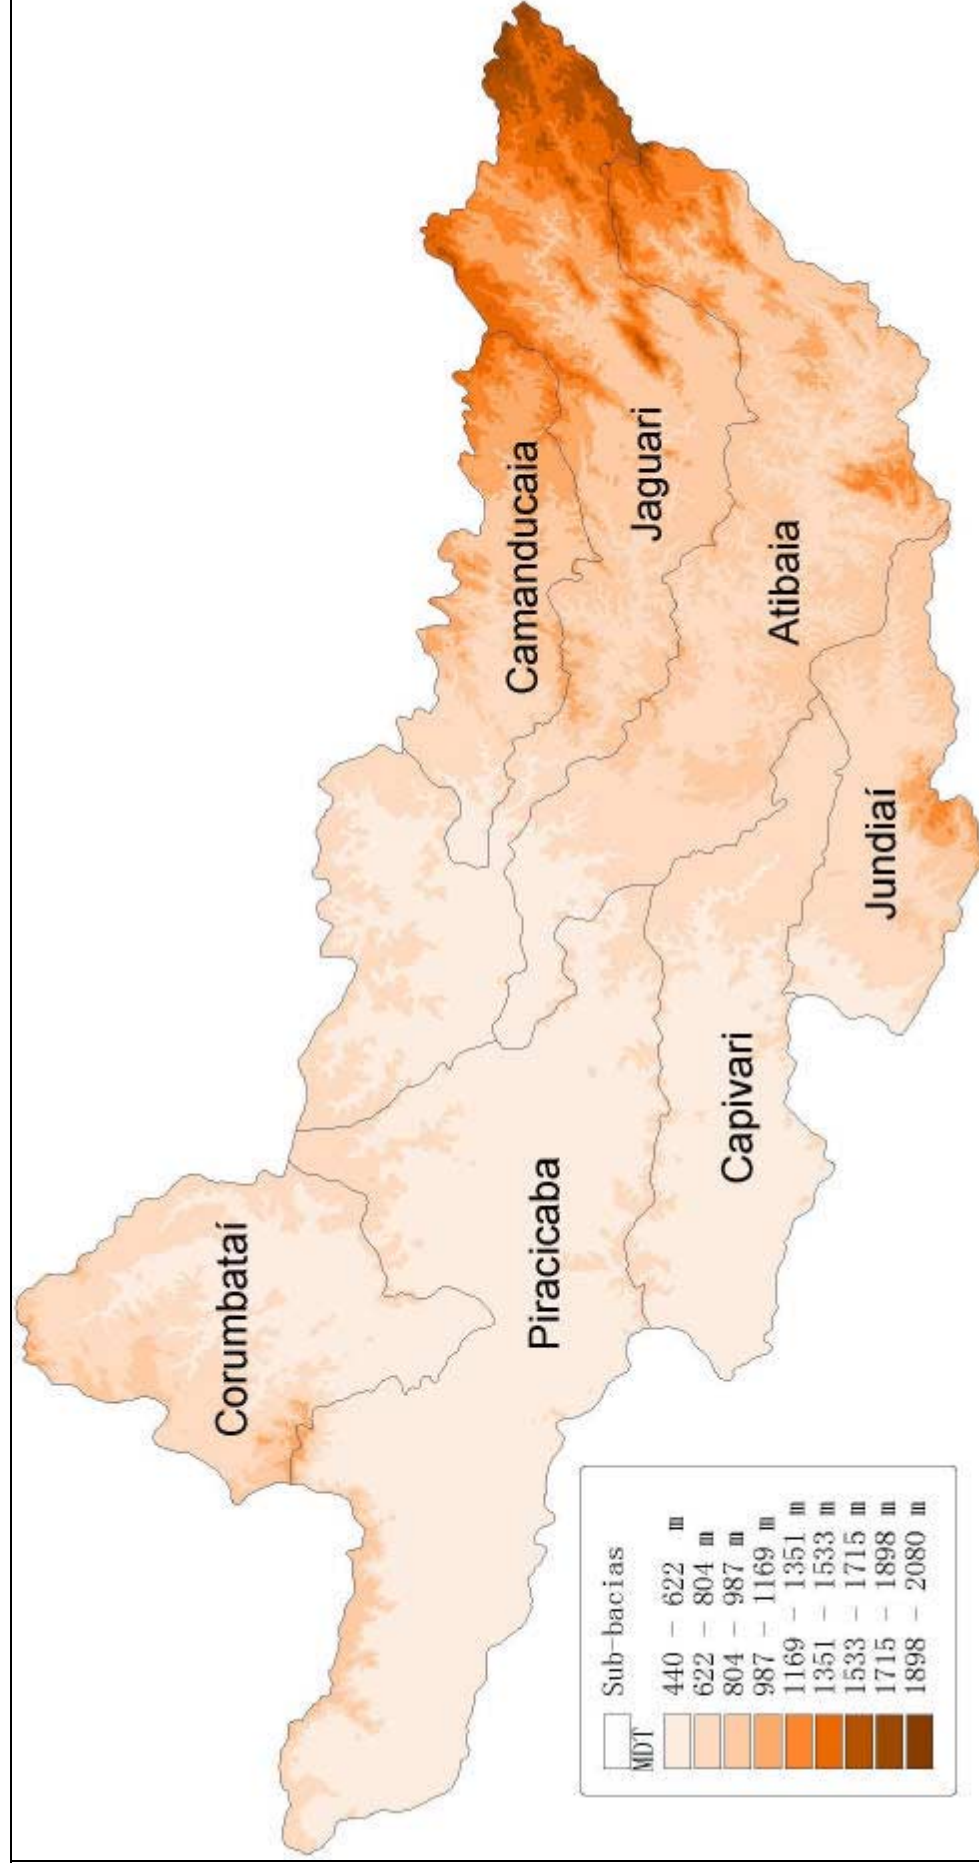 Corumbataí
Piracicaba
Capivari
Jundiaí
Camanducaia
Jaguari
Atibaia
Sub-bacias
MDT
440 - 622 m
622 - 804 m
804 - 987 m
987 - 1169 m
1169 - 1351 m
1351 - 1533 m
1533 - 1715 m
1715 - 1898 m
1898 - 2080 m